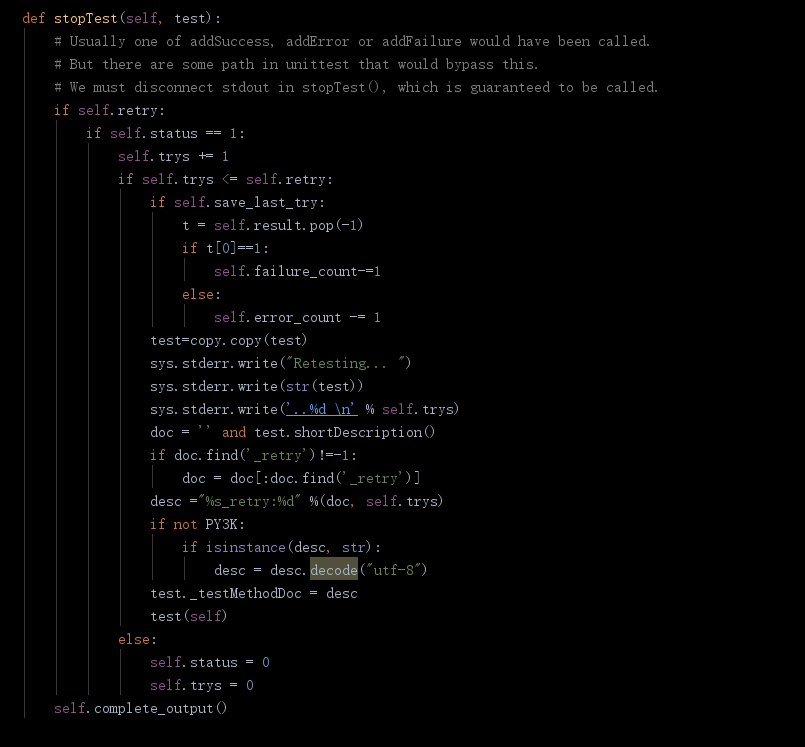 def stopTest(self, test):
    # Usually one of addSuccess, addError or addFailure would have been called.
    # But there are some path in unittest that would bypass this.
    # We must disconnect stdout in stopTest(), which is guaranteed to be called.
    if self.retry:
        if self.status == 1:
            self.trys += 1
            if self.trys <= self.retry:
                if self.save_last_try:
                    t = self.result.pop(-1)
                    if t[0]==1:
                        self.failure_count-=1
                    else:
                        self.error_count -= 1
                test=copy.copy(test)
                sys.stderr.write("Retesting... ")
                sys.stderr.write(str(test))
                sys.stderr.write('..%d \n' % self.trys)
                doc = '' and test.shortDescription()
                if doc.find('_retry')!=-1:
                    doc = doc[:doc.find('_retry')]
                desc ="%s_retry:%d" %(doc, self.trys)
                if not PY3K:
                    if isinstance(desc, str):
                        desc = desc.decode("utf-8")
                test._testMethodDoc = desc
                test(self)
            else:
                self.status = 0
                self.trys = 0
    self.complete_output()